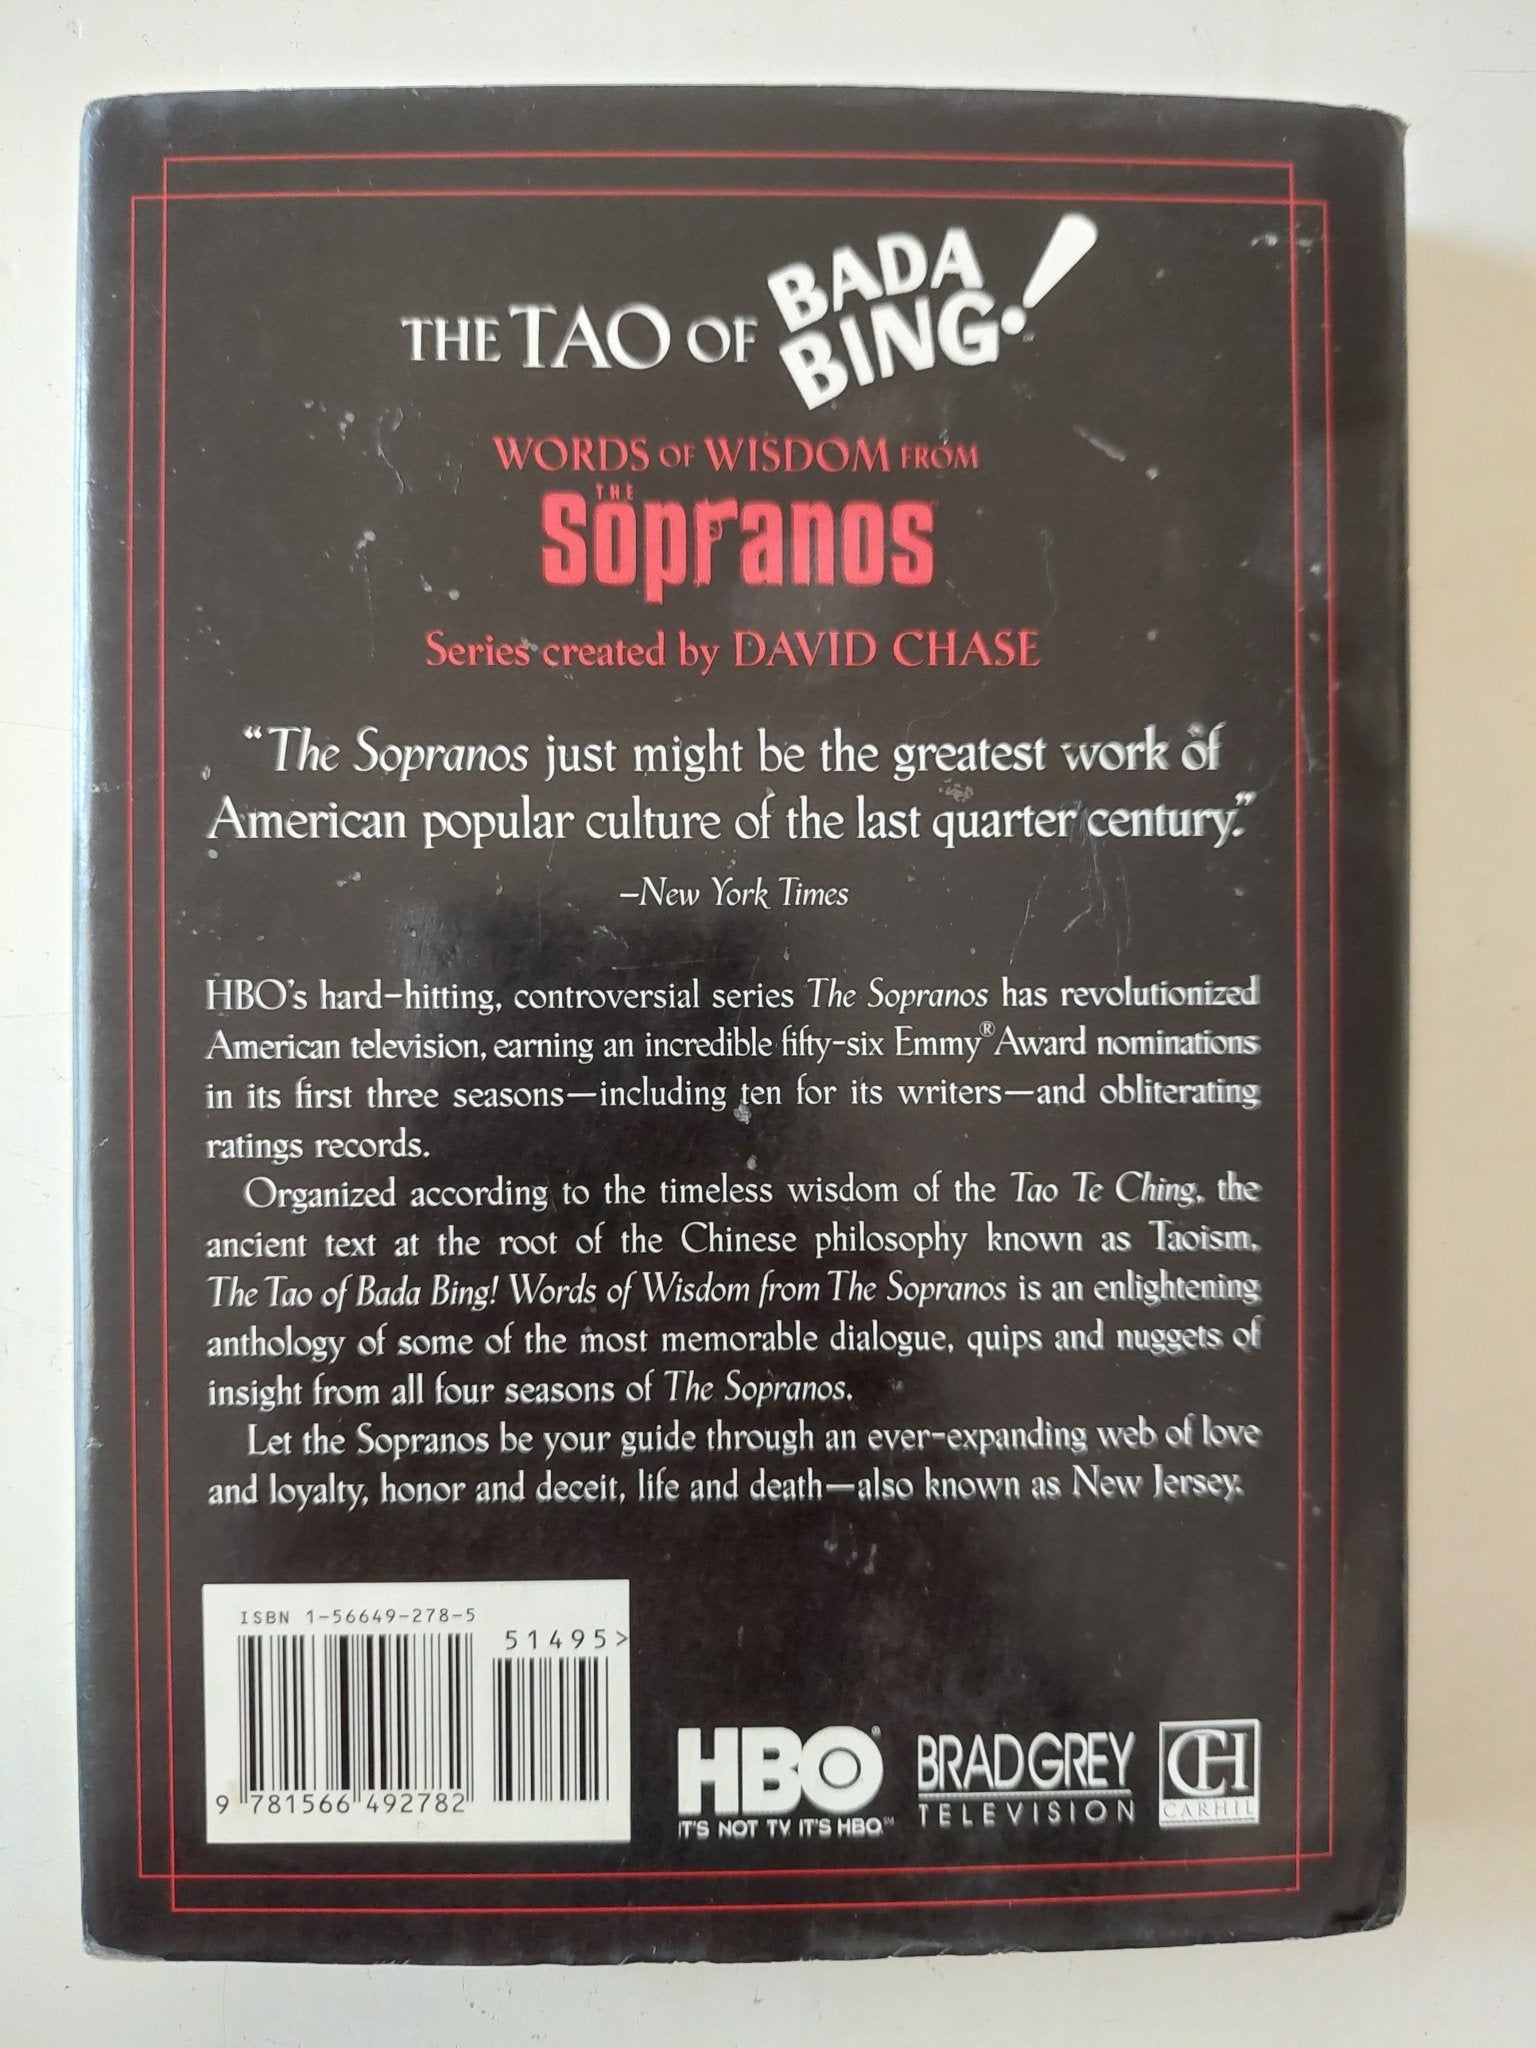 THE TAO OF BADA BING!
WORDS OF WISDOM FROM
THE
Sopranos
Series created by DAVID CHASE
"The Sopranos just might be the greatest work of
American popular culture of the last quarter century."
–New York Times
HBO's hard-hitting, controversial series The Sopranos has revolutionized
American television, earning an incredible fifty-six Emmy® Award nominations
in its first three seasons—including ten for its writers—and obliterating
ratings records.
Organized according to the timeless wisdom of the Tao Te Ching, the
ancient text at the root of the Chinese philosophy known as Taoism,
The Tao of Bada Bing! Words of Wisdom from The Sopranos is an enlightening
anthology of some of the most memorable dialogue, quips and nuggets of
insight from all four seasons of The Sopranos.
Let the Sopranos be your guide through an ever-expanding web of love
and loyalty, honor and deceit, life and death—also known as New Jersey.
ISBN 1-56649-278-5
51495>
9 781566 492782
HBO®
IT'S NOT TV. IT'S HBO.™
BRAD GREY
TELEVISION
CH
CARHIL